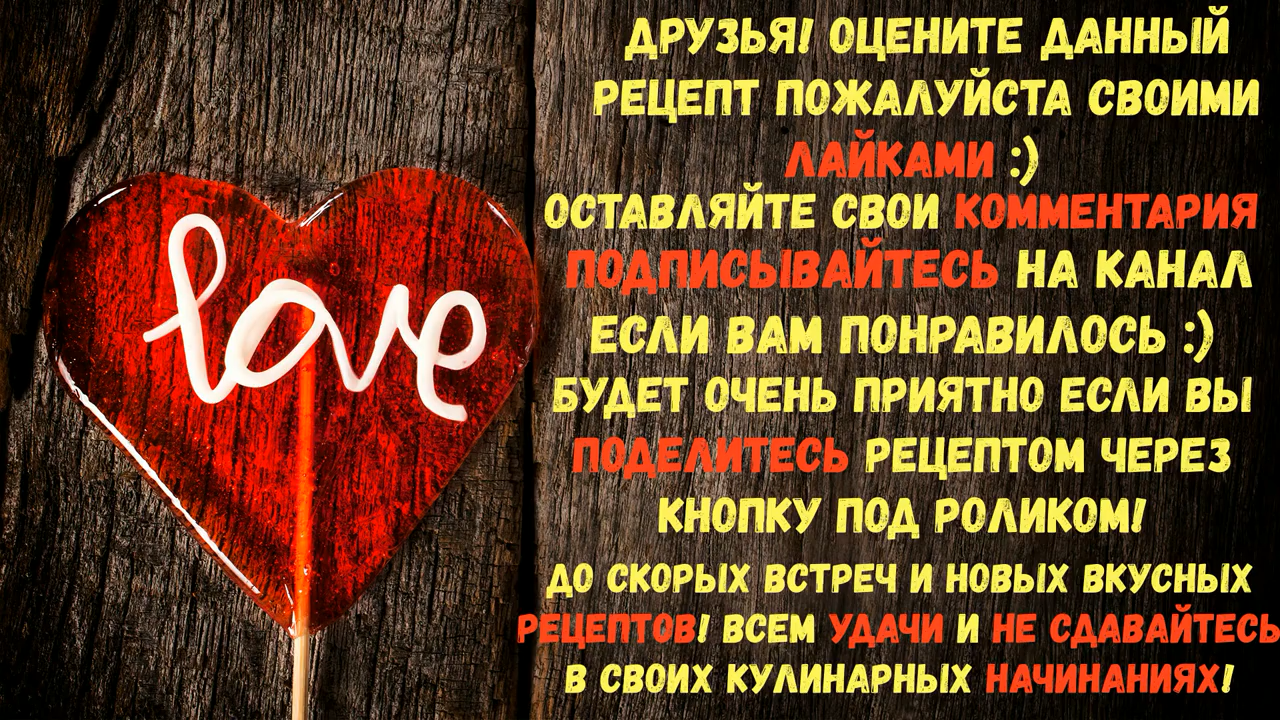 love
ДРУЗЬЯ! ОЦЕНИТЕ ДАННЫЙ
РЕЦЕПТ ПОЖАЛУЙСТА СВОИМИ
ЛАЙКАМИ :)
ОСТАВЛЯЙТЕ СВОИ КОММЕНТАРИЯ
ПОДПИСЫВАЙТЕСЬ НА КАНАЛ
ЕСЛИ ВАМ ПОНРАВИЛОСЬ :)
БУДЕТ ОЧЕНЬ ПРИЯТНО ЕСЛИ ВЫ
ПОДЕЛИТЕСЬ РЕЦЕПТОМ ЧЕРЕЗ
КНОПКУ ПОД РОЛИКОМ!
ДО СКОРЫХ ВСТРЕЧ И НОВЫХ ВКУСНЫХ
РЕЦЕПТОВ! ВСЕМ УДАЧИ И НЕ СДАВАЙТЕСЬ
В СВОИХ КУЛИНАРНЫХ НАЧИНАНИЯХ!